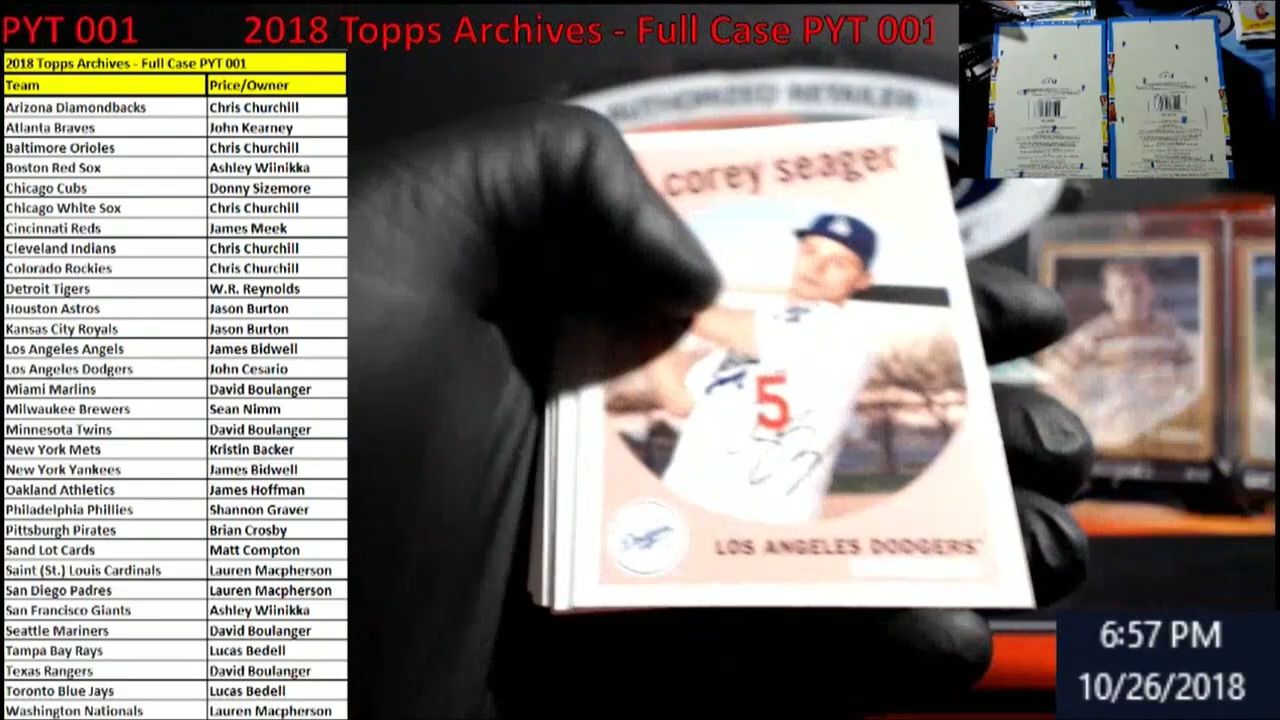 PYT 001
2018 Topps Archives - Full Case PYT 001
2018 Topps Archives - Full Case PYT 001
Team Price/Owner
Arizona Diamondbacks Chris Churchill
Atlanta Braves John Kearney
Baltimore Orioles Chris Churchill
Boston Red Sox Ashley Wiinikka
Chicago Cubs Donny Sizemore
Chicago White Sox Chris Churchill
Cincinnati Reds James Meek
Cleveland Indians Chris Churchill
Colorado Rockies Chris Churchill
Detroit Tigers W.R. Reynolds
Houston Astros Jason Burton
Kansas City Royals Jason Burton
Los Angeles Angels James Bidwell
Los Angeles Dodgers John Cesario
Miami Marlins David Boulanger
Milwaukee Brewers Sean Nimm
Minnesota Twins David Boulanger
New York Mets Kristin Backer
New York Yankees James Bidwell
Oakland Athletics James Hoffman
Philadelphia Phillies Shannon Graver
Pittsburgh Pirates Brian Crosby
Sand Lot Cards Matt Compton
Saint (St.) Louis Cardinals Lauren Macpherson
San Diego Padres Lauren Macpherson
San Francisco Giants Ashley Wiinikka
Seattle Mariners David Boulanger
Tampa Bay Rays Lucas Bedell
Texas Rangers David Boulanger
Toronto Blue Jays Lucas Bedell
Washington Nationals Lauren Macpherson
AUTHORIZED RETAILER
corey seager
5
LOS ANGELES DODGERS
6:57 PM
10/26/2018